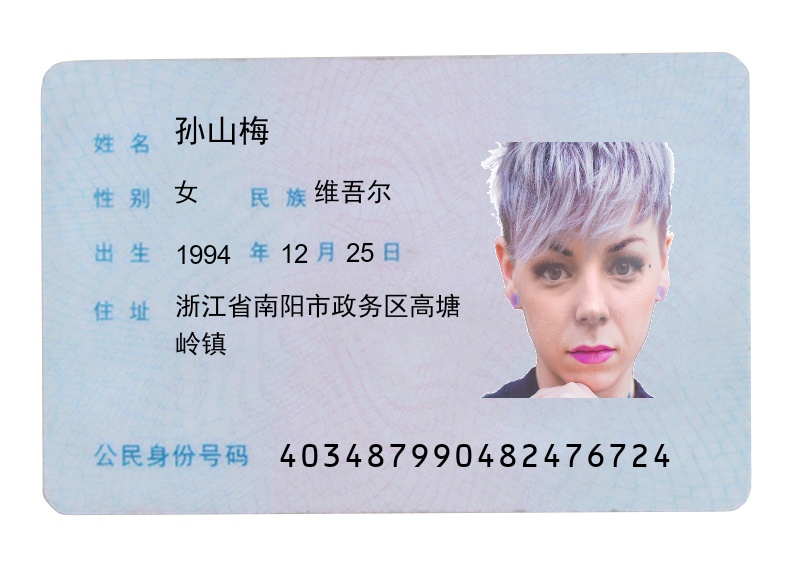 姓名 孙山梅
性别 女 民族 维吾尔
出生 1994 年 12 月 25 日
住址 浙江省南阳市政务区高塘
岭镇
公民身份号码 403487990482476724